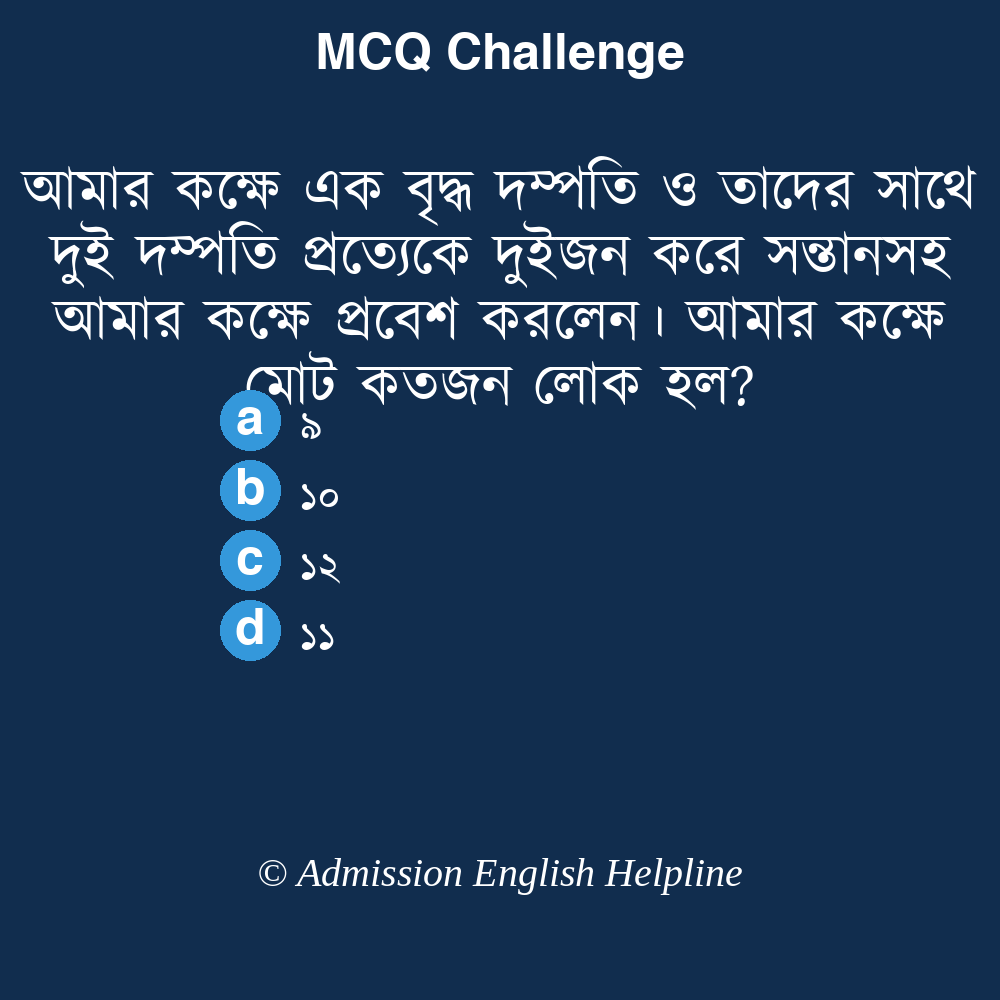 MCQ Challenge
আমার কক্ষে এক বৃদ্ধ দম্পতি ও তাদের সাথে
দুই দম্পতি প্রত্যেকে দুইজন করে সন্তানসহ
আমার কক্ষে প্রবেশ করলেন। আমার কক্ষে
মোট কতজন লোক হল?
a ৯
b ১০
c ১২
d ১১
© Admission English Helpline